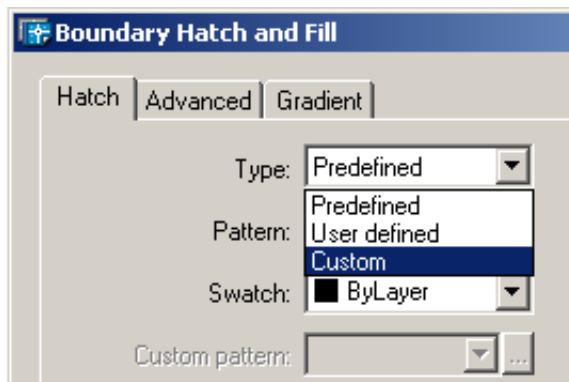 Boundary Hatch and Fill
Hatch Advanced Gradient
Type: Predefined
Predefined
Pattern: User defined
Custom
Swatch: ByLayer
Custom pattern: ...